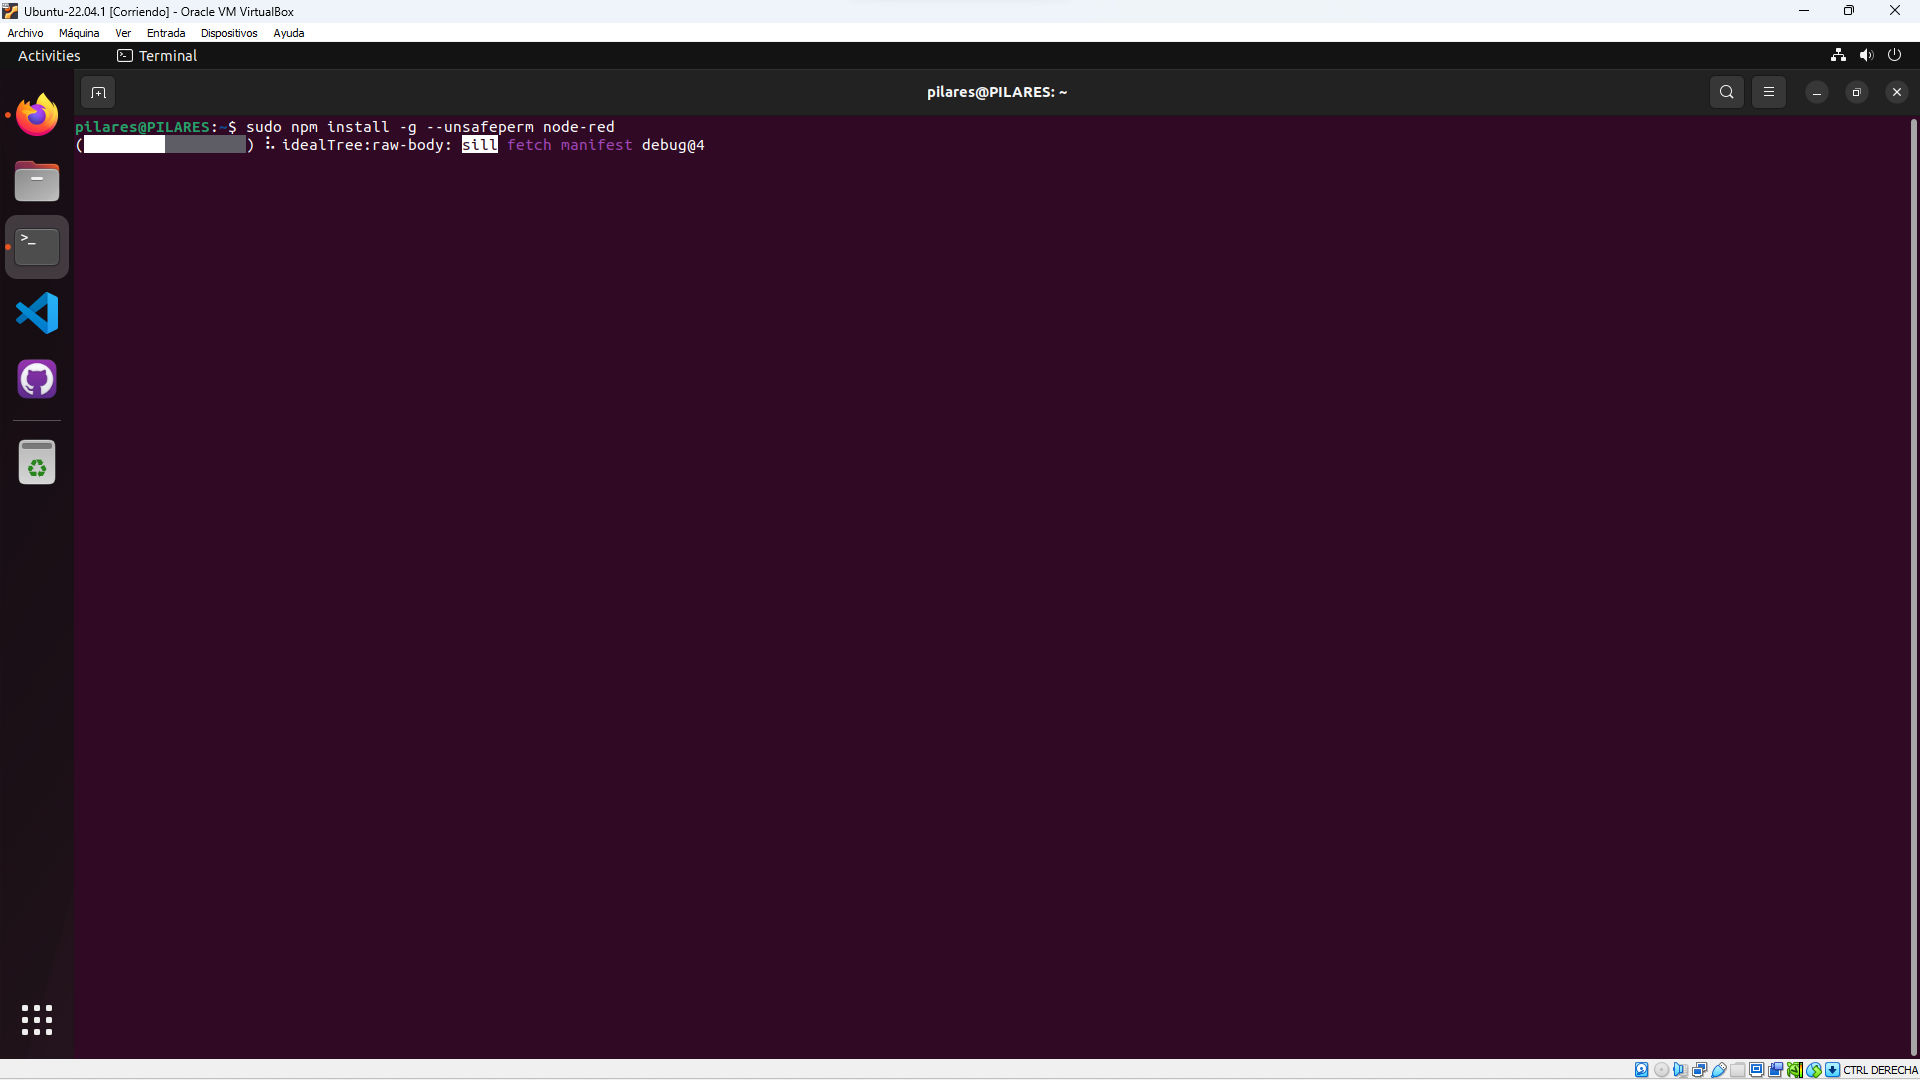 Ubuntu-22.04.1 [Corriendo] - Oracle VM VirtualBox
Archivo Máquina Ver Entrada Dispositivos Ayuda
Activities Terminal
pilares@PILARES: ~
pilares@PILARES:~$ sudo npm install -g --unsafeperm node-red
( ) ⠧ idealTree:raw-body: sill fetch manifest debug@4
>_
CTRL DERECHA